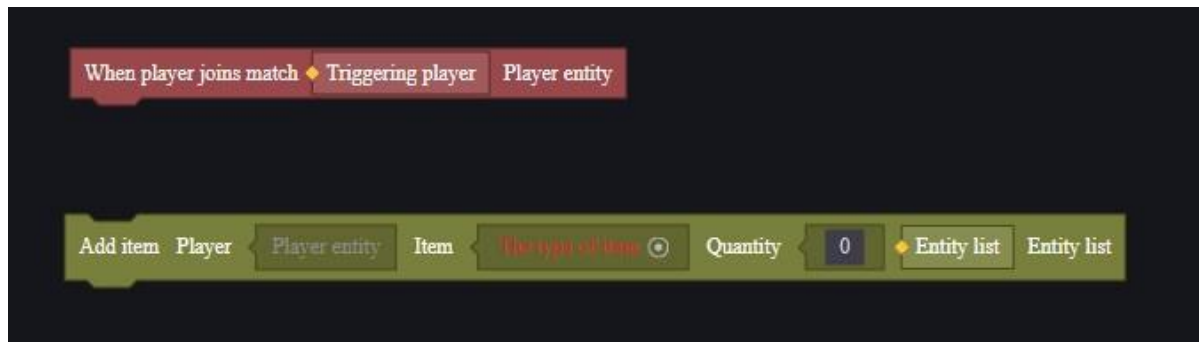 When player joins match Triggering player Player entity
Add item Player Player entity Item The type of item Quantity 0 Entity list Entity list